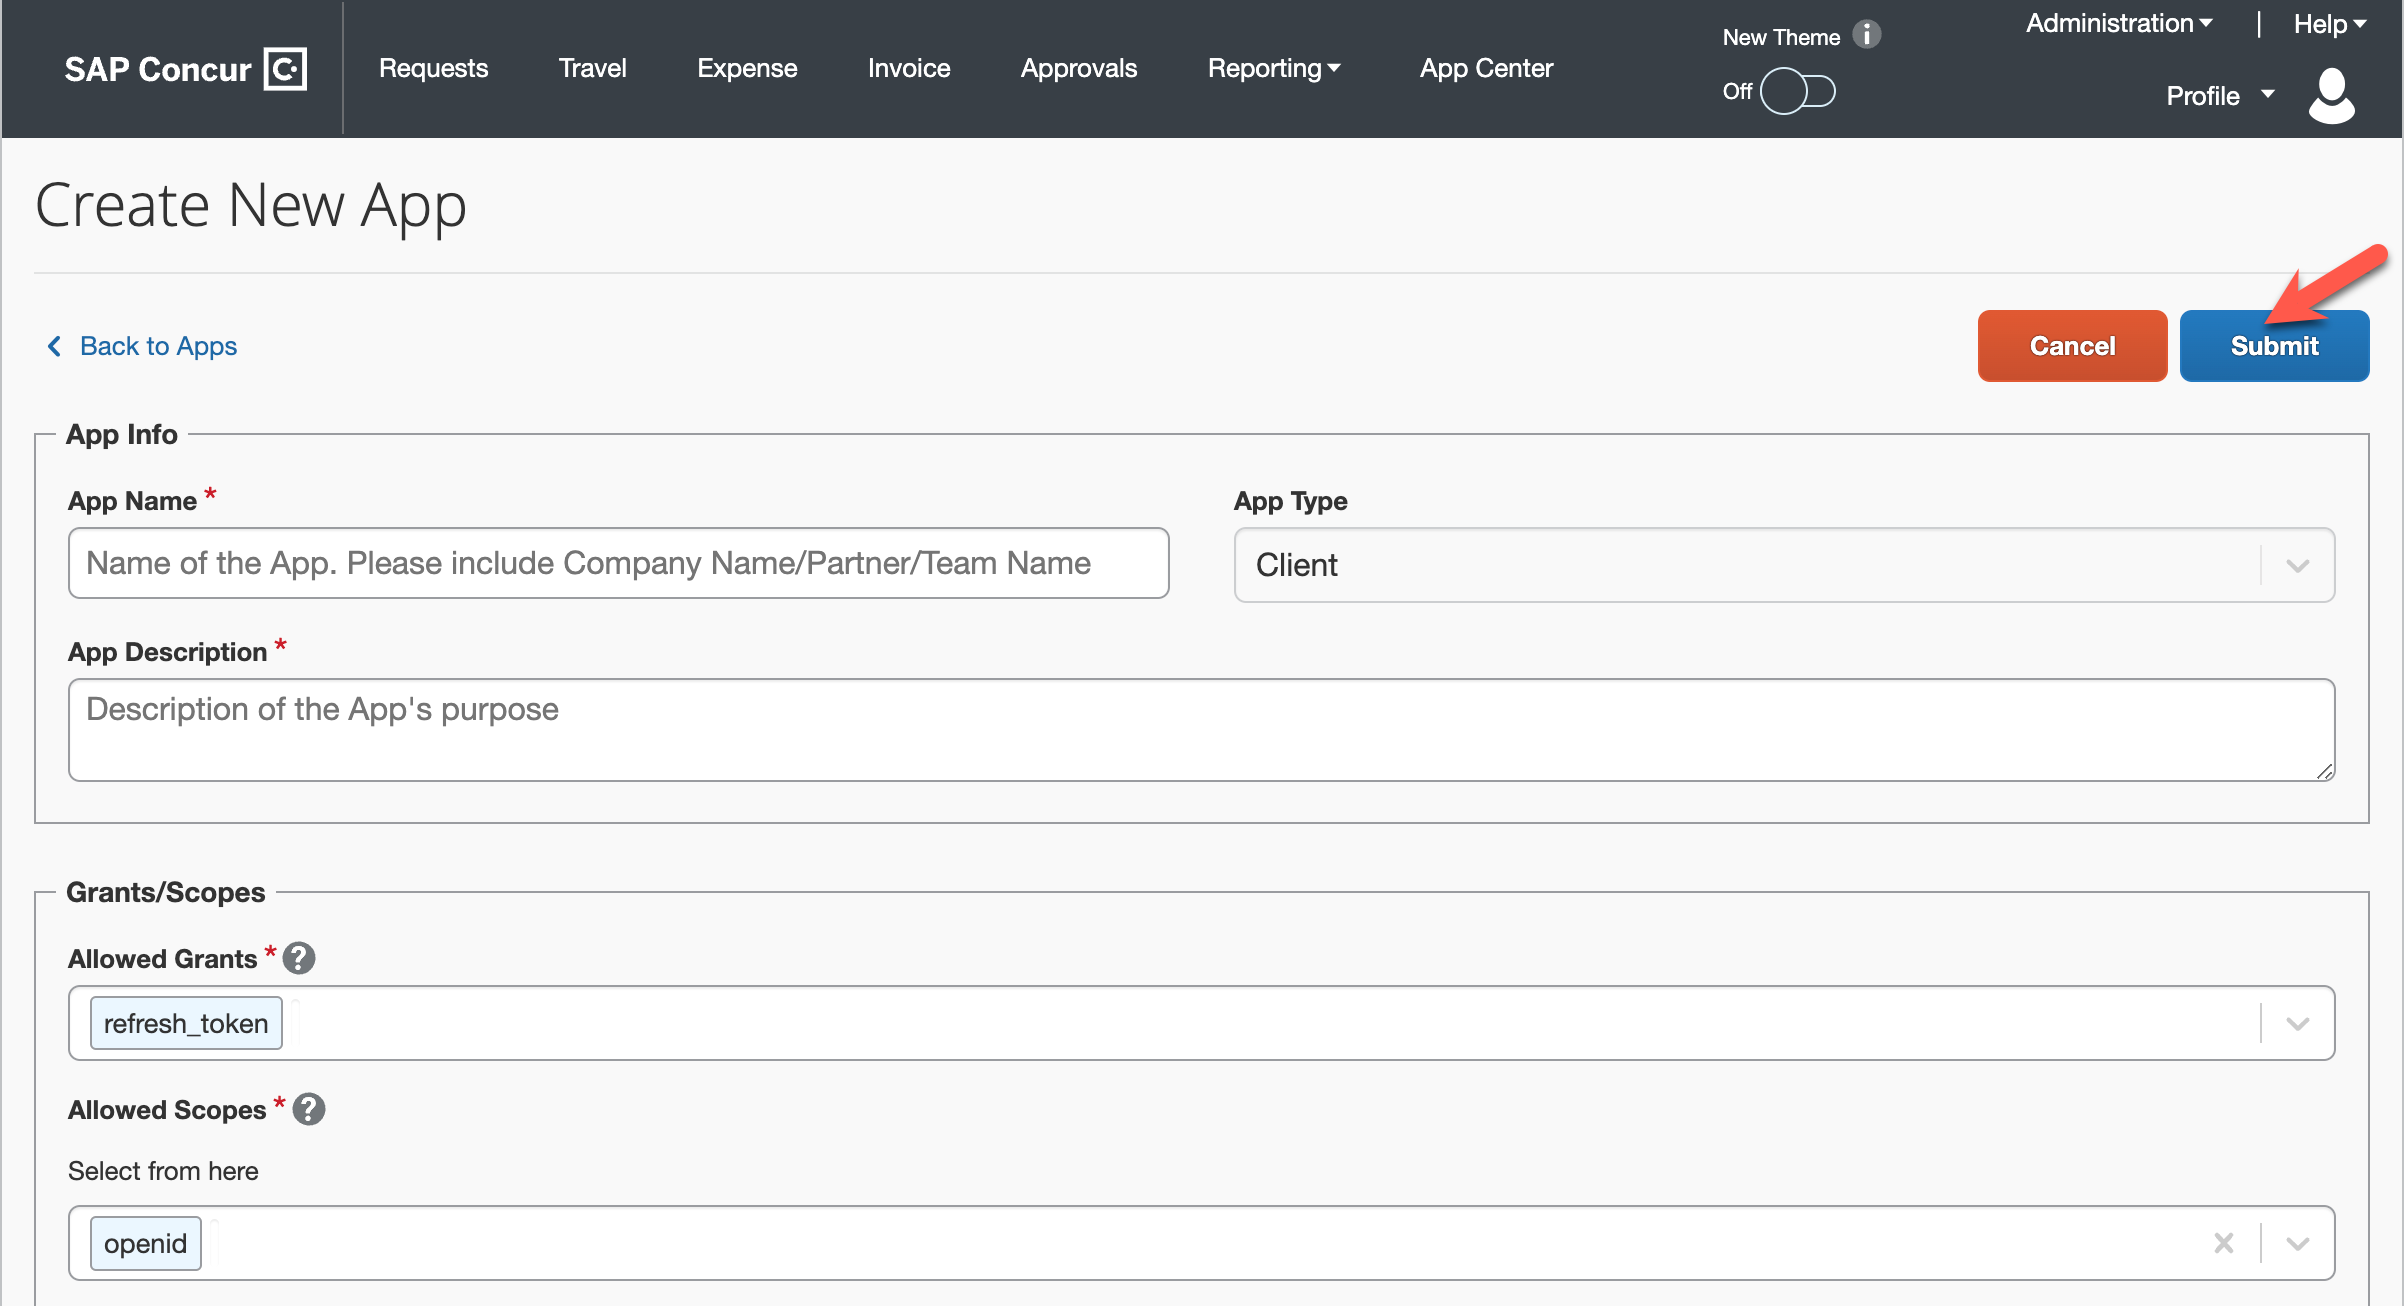 SAP Concur C
Requests
Travel
Expense
Invoice
Approvals
Reporting
App Center
New Theme i
Off
Administration | Help
Profile
Create New App
Back to Apps
Cancel
Submit
App Info
App Name *
App Type
Name of the App. Please include Company Name/Partner/Team Name
Client
App Description *
Description of the App's purpose
Grants/Scopes
Allowed Grants * ?
refresh_token
Allowed Scopes * ?
Select from here
openid